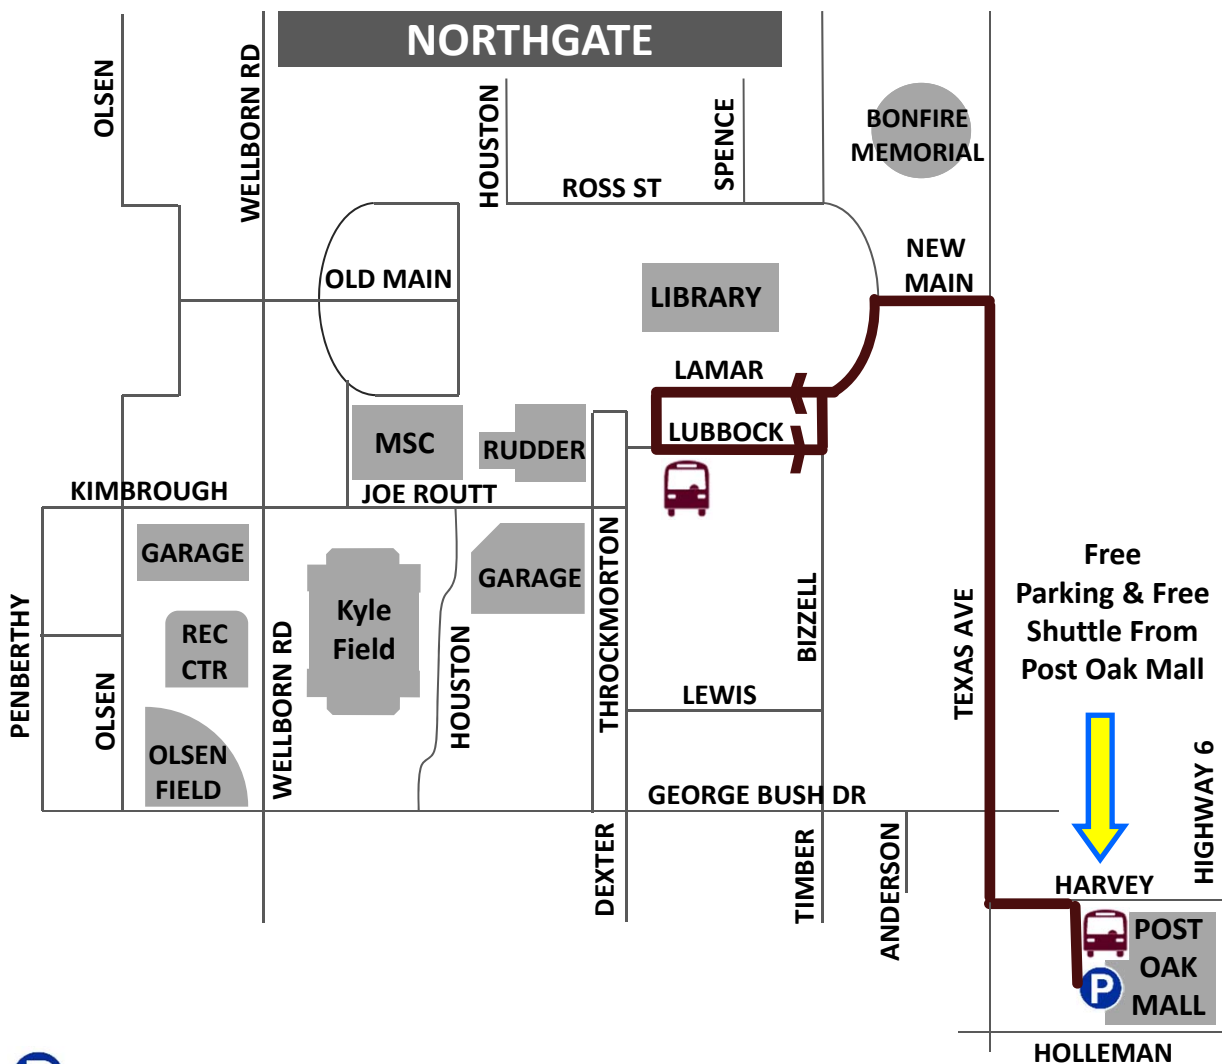 NORTHGATE
OLSEN
WELLBORN RD
HOUSTON
SPENCE
BONFIRE
MEMORIAL
ROSS ST
NEW
MAIN
OLD MAIN
LIBRARY
LAMAR
LUBBOCK
MSC
RUDDER
KIMBROUGH
JOE ROUTT
GARAGE
GARAGE
Kyle
Field
REC
CTR
PENBERTHY
OLSEN
WELLBORN RD
HOUSTON
THROCKMORTON
BIZZELL
TEXAS AVE
Free
Parking & Free
Shuttle From
Post Oak Mall
LEWIS
OLSEN
FIELD
GEORGE BUSH DR
HIGHWAY 6
DEXTER
TIMBER
ANDERSON
HARVEY
POST
OAK
MALL
P
HOLLEMAN